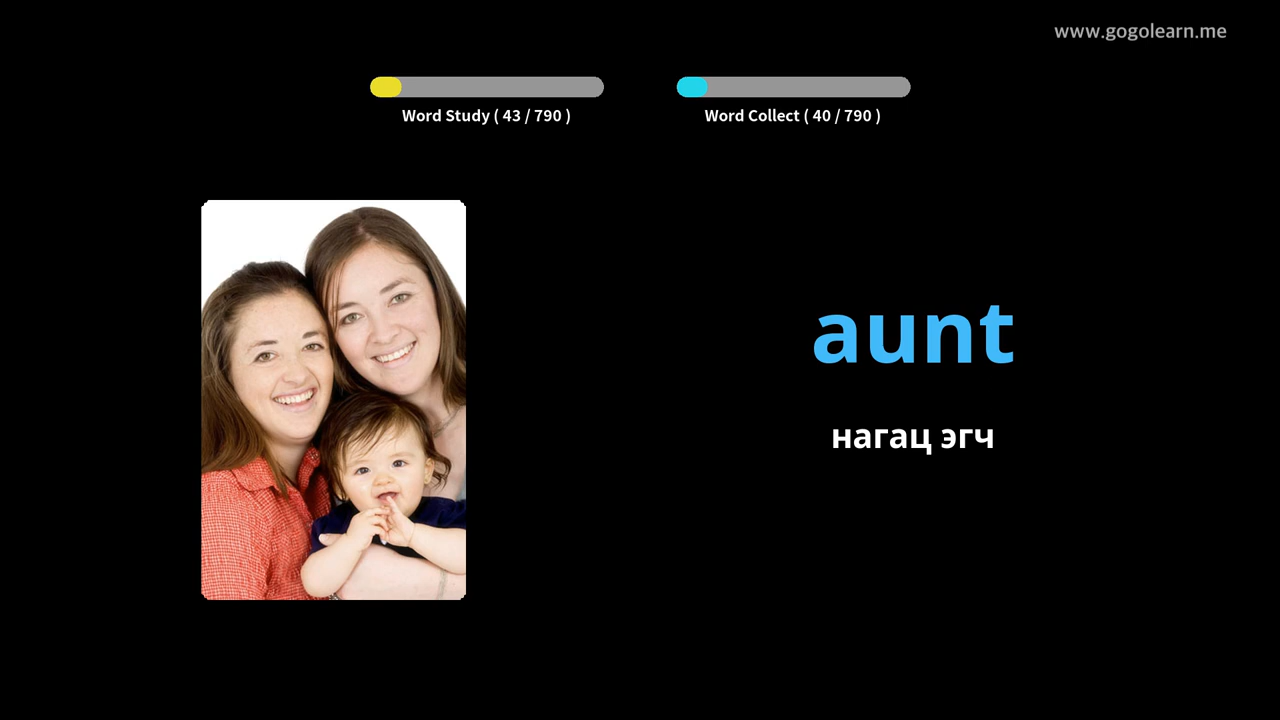 www.gogolearn.me
Word Study ( 43 / 790 )
Word Collect ( 40 / 790 )
aunt
нагац эгч